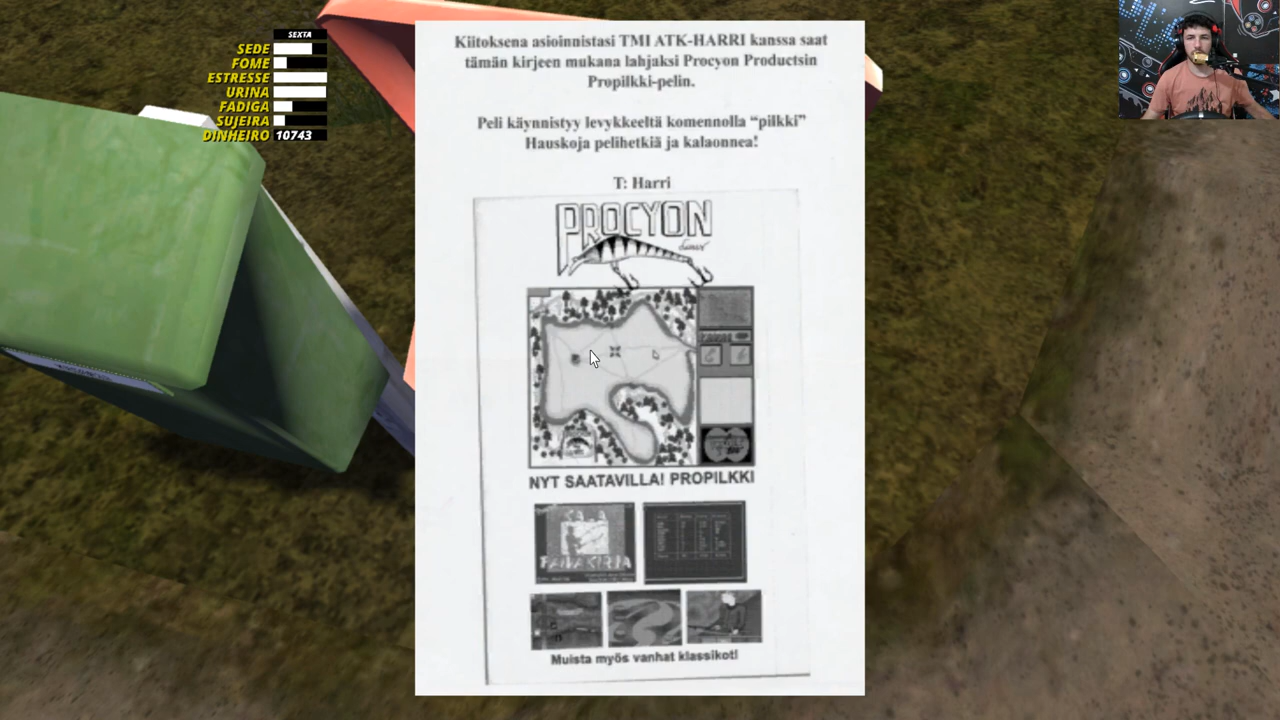 SEXTA
SEDE
FOME
ESTRESSE
URINA
FADIGA
SUJEIRA
DINHEIRO 10743
Kiitoksena asioinnistasi TMI ATK-HARRI kanssa saat
tämän kirjeen mukana lahjaksi Procyon Productsin
Propilkki-pelin.
Peli käynnistyy levykkeeltä komennolla “pilkki”
Hauskoja pelihetkiä ja kalaonnea!
T: Harri
PROCYON
NYT SAATAVILLA! PROPILKKI
Muista myös vanhat klassikot!